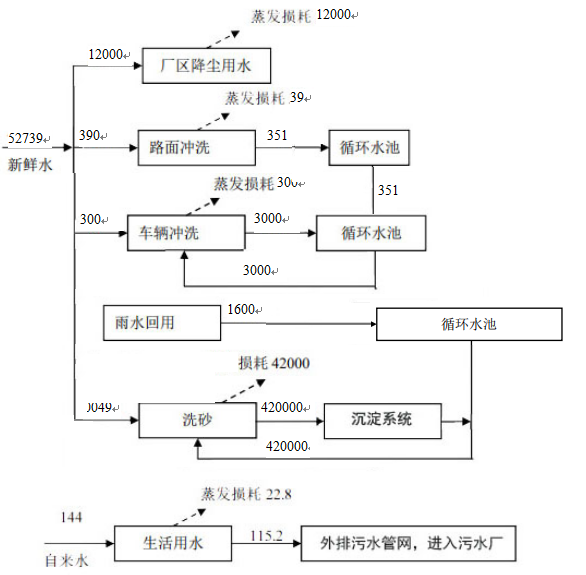 蒸发损耗 12000
12000
厂区降尘用水
蒸发损耗 39
52739
390
路面冲洗
351
循环水池
新鲜水
蒸发损耗 300
351
300
车辆冲洗
3000
循环水池
3000
雨水回用
1600
循环水池
损耗 42000
0049
洗砂
420000
沉淀系统
420000
蒸发损耗 22.8
144
生活用水
115.2
外排污水管网，进入污水厂
自米水